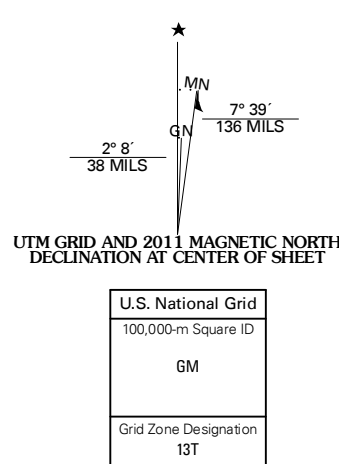 MN
7° 39´
136 MILS
GN
2° 8´
38 MILS
UTM GRID AND 2011 MAGNETIC NORTH
DECLINATION AT CENTER OF SHEET
U.S. National Grid
100,000-m Square ID
GM
Grid Zone Designation
13T